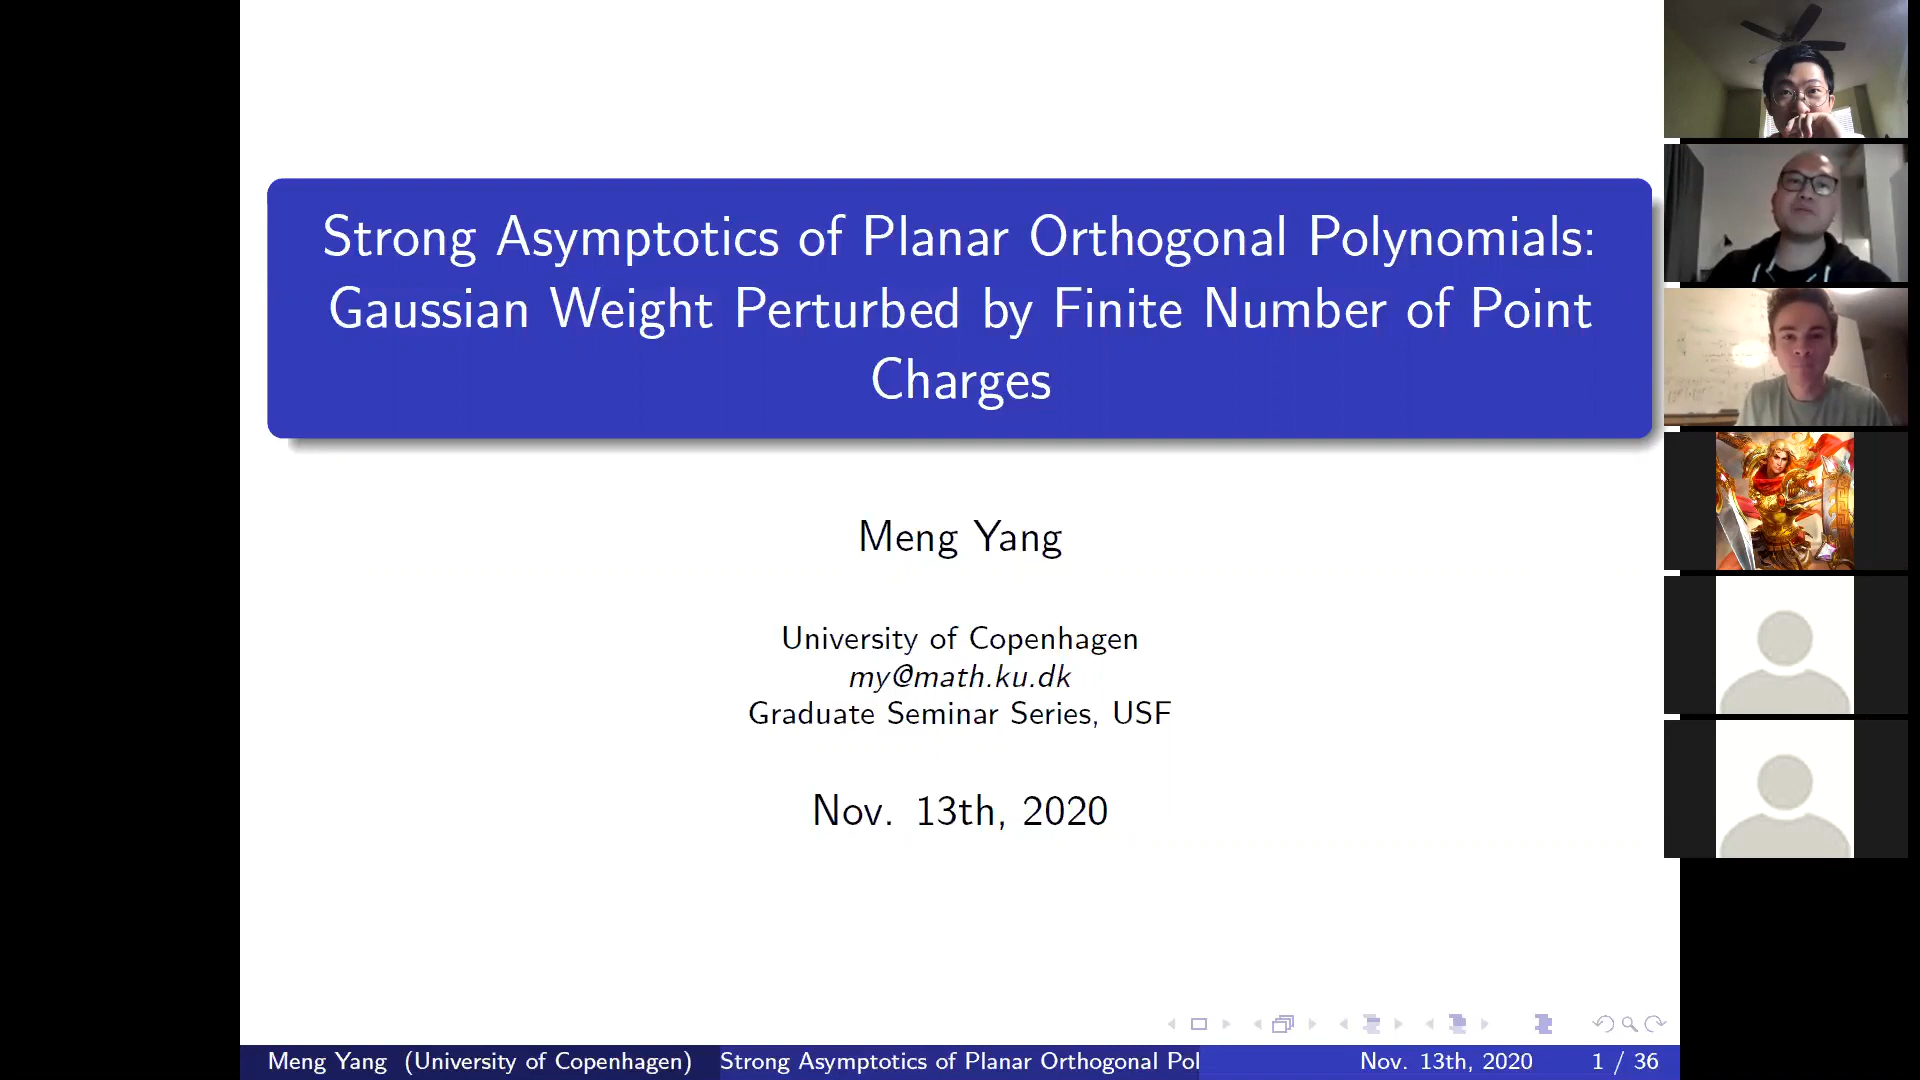 Strong Asymptotics of Planar Orthogonal Polynomials:
Gaussian Weight Perturbed by Finite Number of Point
Charges
Meng Yang
University of Copenhagen
my@math.ku.dk
Graduate Seminar Series, USF
Nov. 13th, 2020
Meng Yang (University of Copenhagen) Strong Asymptotics of Planar Orthogonal Pol Nov. 13th, 2020 1 / 36